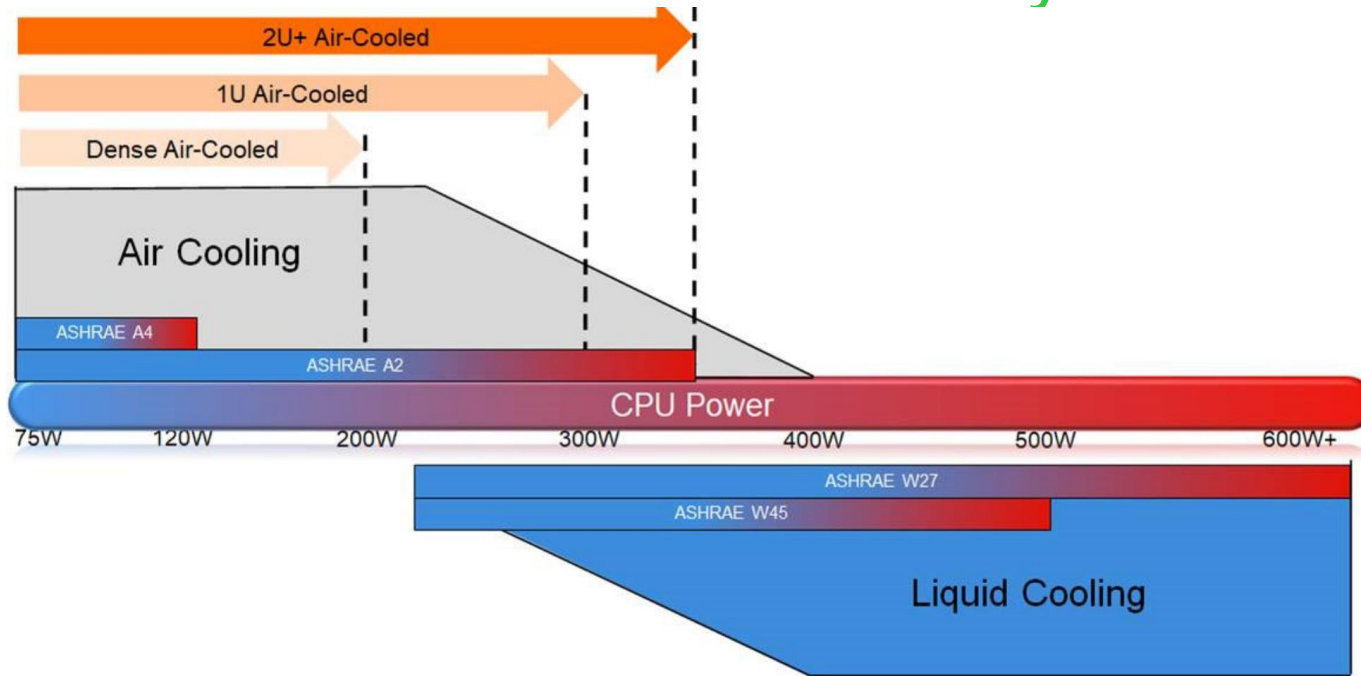 2U+ Air-Cooled
1U Air-Cooled
Dense Air-Cooled
Air Cooling
ASHRAE A4
ASHRAE A2
CPU Power
75W 120W 200W 300W 400W 500W 600W+
ASHRAE W27
ASHRAE W45
Liquid Cooling